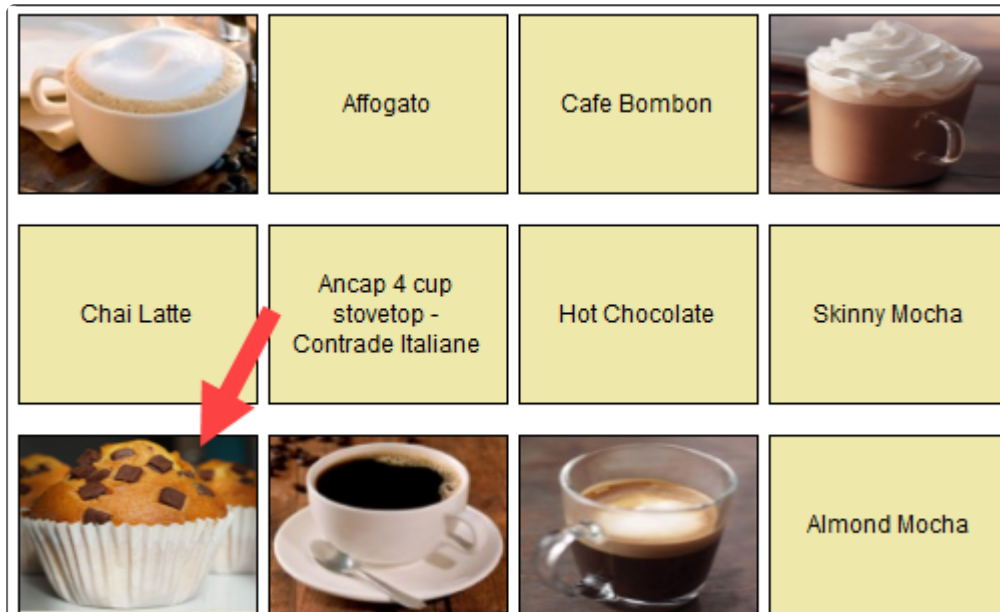 Affogato
Cafe Bombon
Chai Latte
Ancap 4 cup
stovetop -
Contrade Italiane
Hot Chocolate
Skinny Mocha
Almond Mocha